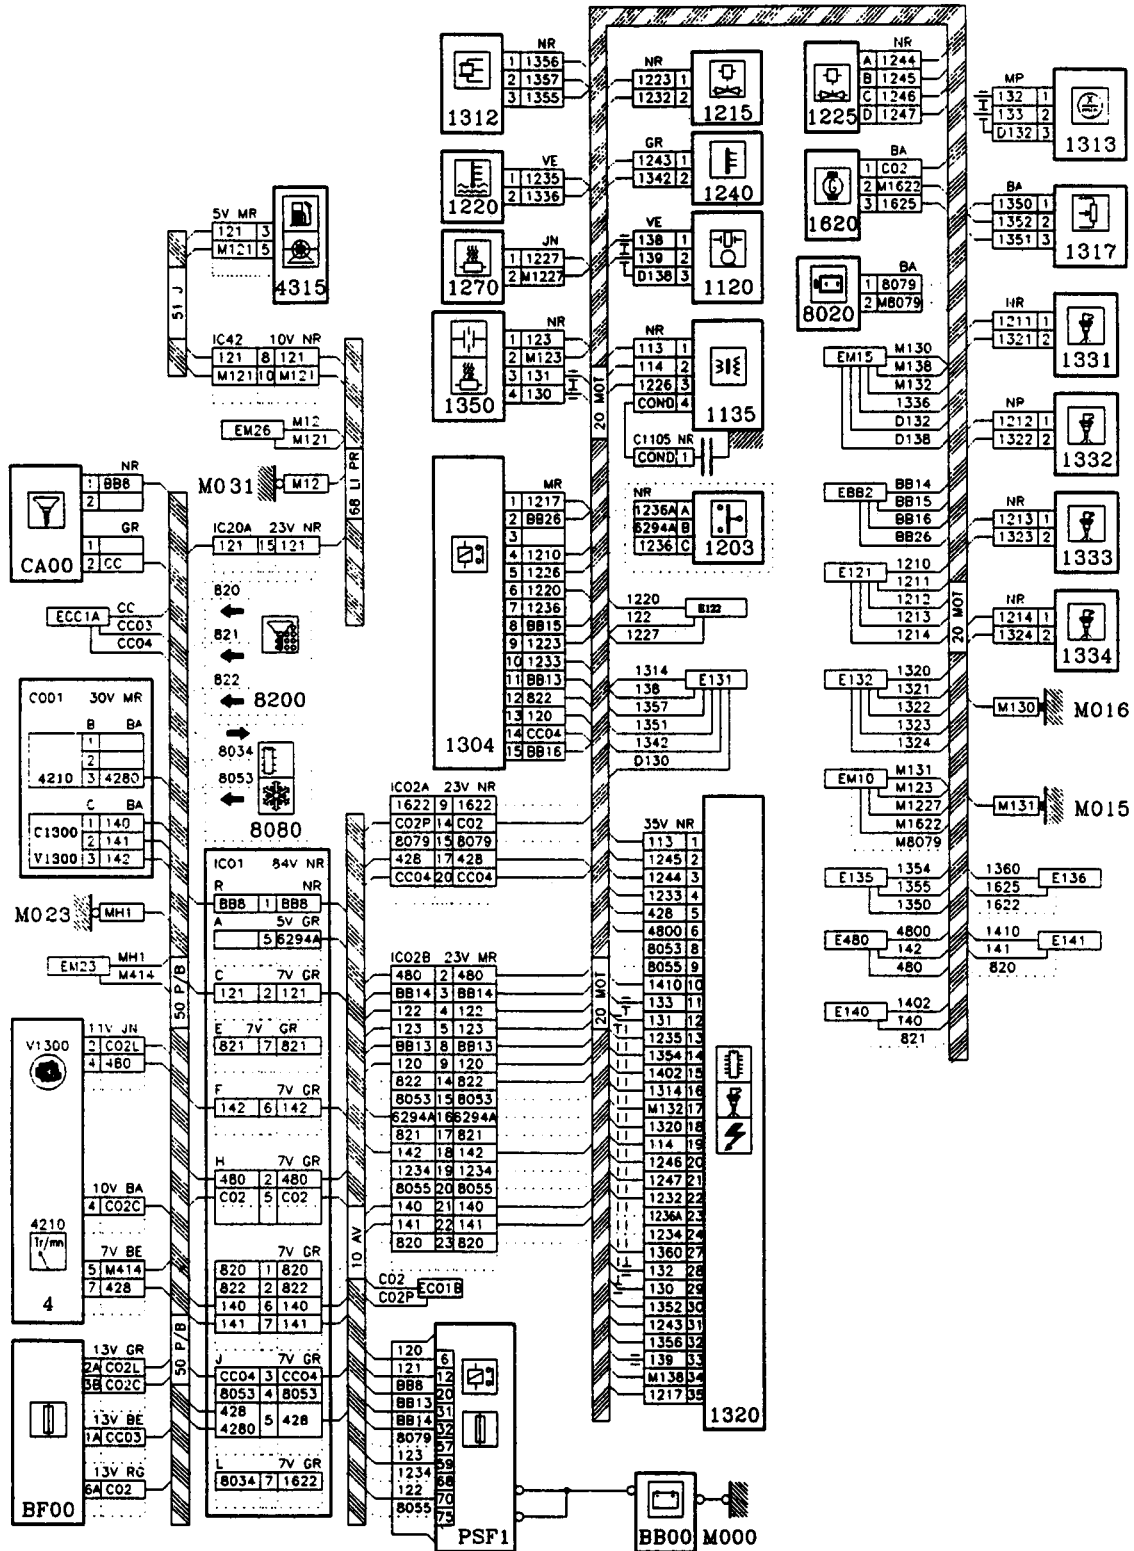 NR
1 1356
2 1357
3 1355
1312
NR
1223 1
1232 2
1215
NR
A 1244
B 1245
C 1246
D 1247
1225
MP
132 1
133 2
D132 3
1313
VE
1 1235
2 1336
1220
GR
1243 1
1342 2
1240
BA
1 C02
2 M1622
3 1625
1620
BA
1350 1
1352 2
1351 3
1317
5V MR
121 3
M121 5
4315
51 J
JN
1 1227
2 M1227
1270
VE
138 1
139 2
D138 3
1120
BA
1 8079
2 M8079
8020
NR
1211 1
1321 2
1331
IC42 10V NR
121 8 121
M121 10 M121
NR
1 123
2 M123
3 131
4 130
1350
20 MOT
NR
113 1
114 2
1226 3
COND 4
1135
C1105 NR
COND 1
EM15
M130
M138
M132
1336
D132
D138
NP
1212 1
1322 2
1332
EM26
M12
M121
M031
M12
68 LI PR
IC20A 23V NR
121 15 121
NR
1 BB8
2
GR
1
2 CC
CA00
MR
1 1217
2 BB26
3
4 1210
5 1226
6 1220
7 1236
8 BB15
9 1223
10 1233
11 BB13
12 822
13 120
14 CC04
15 BB16
1304
NR
1236A A
6294A B
1236 C
1203
EBB2
BB14
BB15
BB16
BB26
NR
1213 1
1323 2
1333
E121
1210
1211
1212
1213
1214
20 MOT
NR
1214 1
1324 2
1334
ECC1A
CC
CC03
CC04
820
821
822
8200
8034
8053
8080
1220
122
1227
E122
1314
138
1357
1351
1342
D130
E131
E132
1320
1321
1322
1323
1324
M130
M016
EM10
M131
M123
M1227
M1622
M8079
M131
M015
C001 30V MR
B BA
1
2
4210 3 4280
C BA
C1300 1 140
2 141
V1300 3 142
IC02A 23V NR
1622 9 1622
C02P 14 C02
8079 15 8079
428 17 428
CC04 20 CC04
E135
1354
1355
1350
1360
1625
1622
E136
E480
4800
142
480
1410
141
820
E141
E140
1402
140
821
M023
MH1
EM23
MH1
M414
50 P/B
IC01 84V NR
R NR
BB8 1 BB8
A 5V GR
5 6294A
C 7V GR
121 2 121
E 7V GR
821 7 821
F 7V GR
142 6 142
H 7V GR
480 2 480
C02 5 C02
7V GR
820 1 820
822 2 822
140 6 140
141 7 141
J 7V GR
CC04 3 CC04
8053 4 8053
428
4280 5 428
L 7V GR
8034 7 1622
IC02B 23V MR
480 2 480
BB14 3 BB14
122 4 122
123 5 123
BB13 8 BB13
120 9 120
822 14 822
8053 15 8053
6294A 16 6294A
821 17 821
142 18 142
1234 19 1234
8055 20 8055
140 21 140
141 22 141
820 23 820
20 MOT
35V NR
113 1
1245 2
1244 3
1233 4
428 5
4800 6
8053 8
8055 9
1410 10
133 11
131 12
1235 13
1354 14
1402 15
1314 16
M132 17
1320 18
114 19
1246 20
1247 21
1232 22
1236A 23
1234 24
1360 27
132 28
130 29
1352 30
1243 31
1356 32
139 33
M138 34
1217 35
1320
V1300
11V JN
2 C02L
4 480
10V BA
4 C02C
4210
Tr/mn
7V BE
5 M414
7 428
4
50 P/B
13V GR
2A C02L
3B C02C
13V BE
1A CC03
13V RG
6A C02
BF00
10 AV
C02
C02P
EC01B
120 6
121 12
BB8 20
BB13 31
BB14 32
8079 57
123 59
1234 68
122 70
8055 75
PSF1
BB00
M000